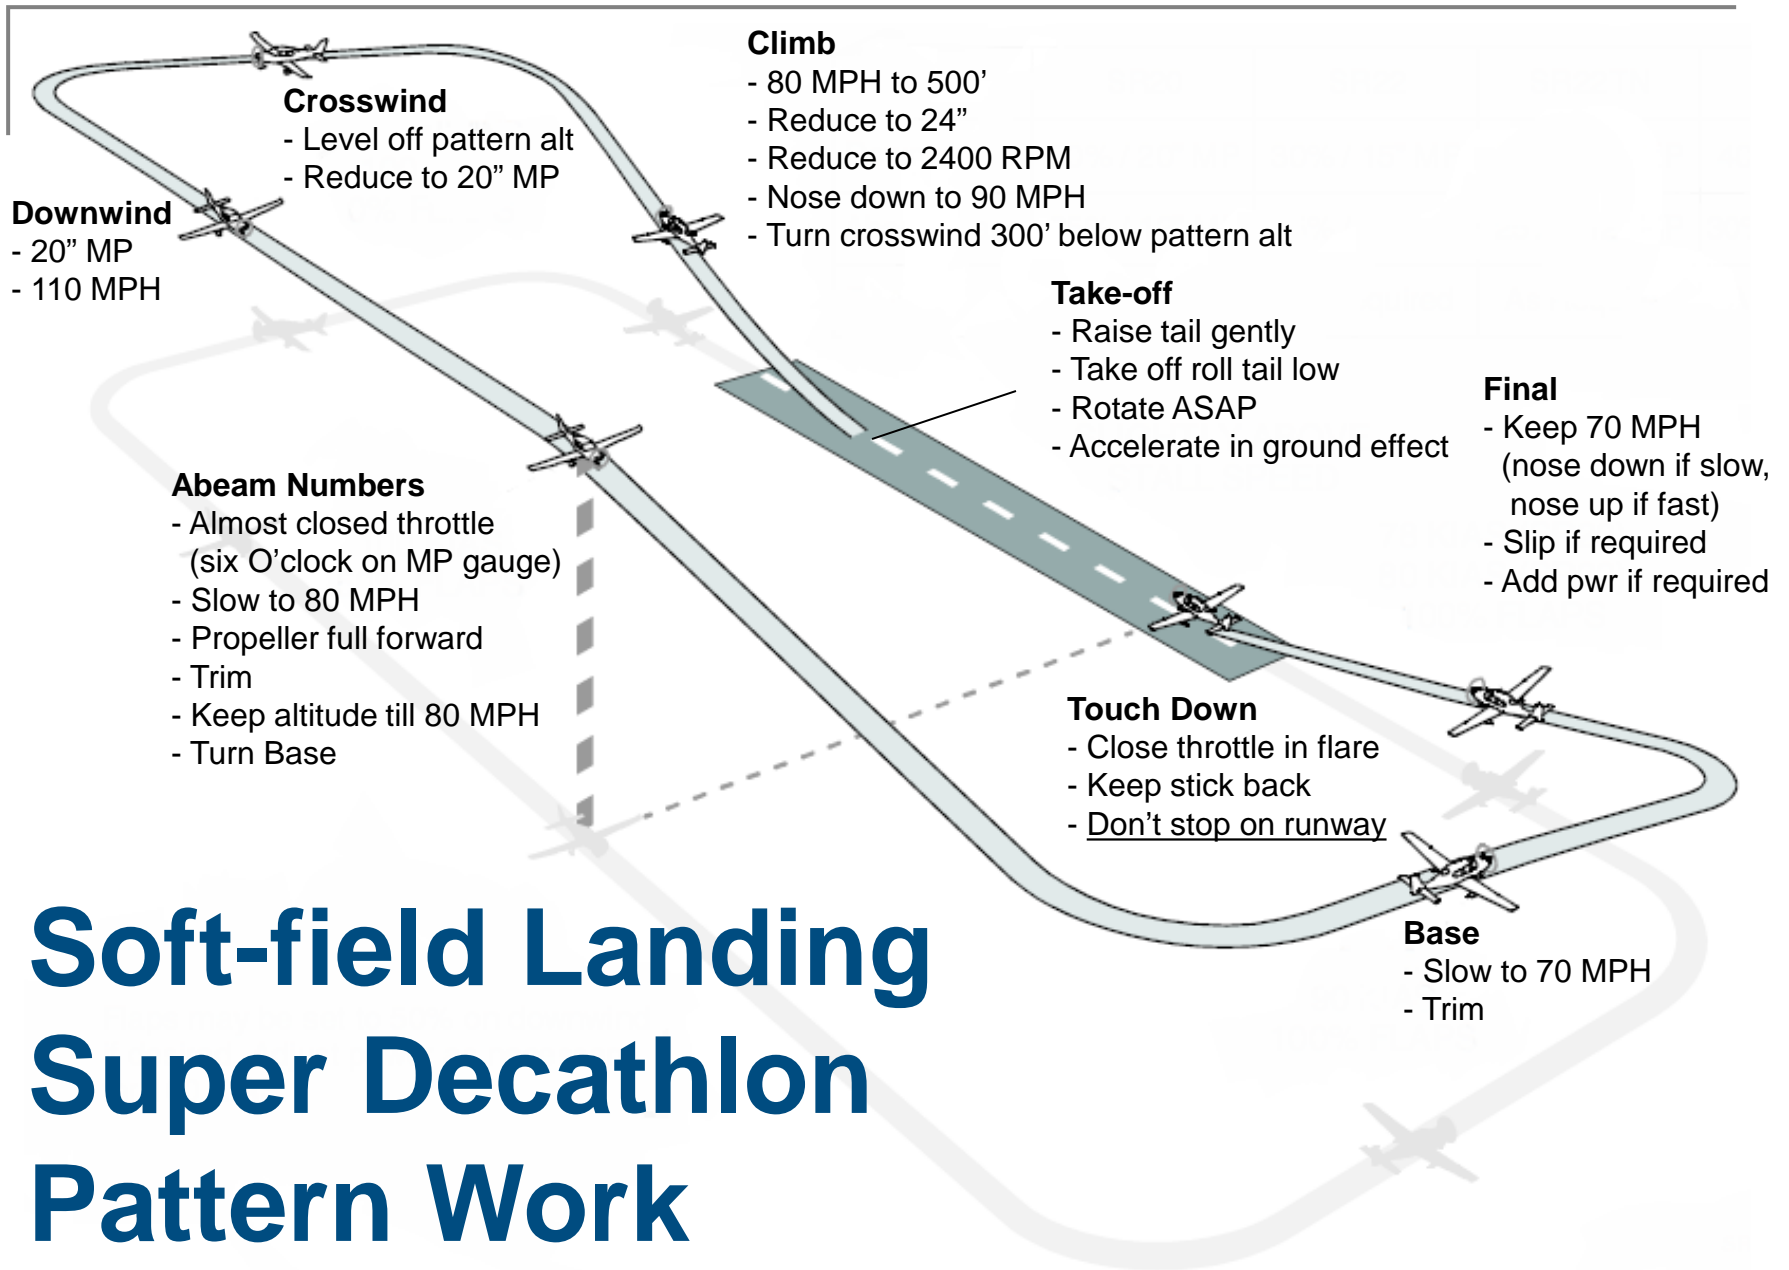 Climb
- 80 MPH to 500’
- Reduce to 24”
- Reduce to 2400 RPM
- Nose down to 90 MPH
- Turn crosswind 300’ below pattern alt
Crosswind
- Level off pattern alt
- Reduce to 20” MP
Downwind
- 20” MP
- 110 MPH
Take-off
- Raise tail gently
- Take off roll tail low
- Rotate ASAP
- Accelerate in ground effect
Final
- Keep 70 MPH
(nose down if slow,
nose up if fast)
- Slip if required
- Add pwr if required
Abeam Numbers
- Almost closed throttle
(six O’clock on MP gauge)
- Slow to 80 MPH
- Propeller full forward
- Trim
- Keep altitude till 80 MPH
- Turn Base
Touch Down
- Close throttle in flare
- Keep stick back
- Don’t stop on runway
Base
- Slow to 70 MPH
- Trim
Soft-field Landing
Super Decathlon
Pattern Work